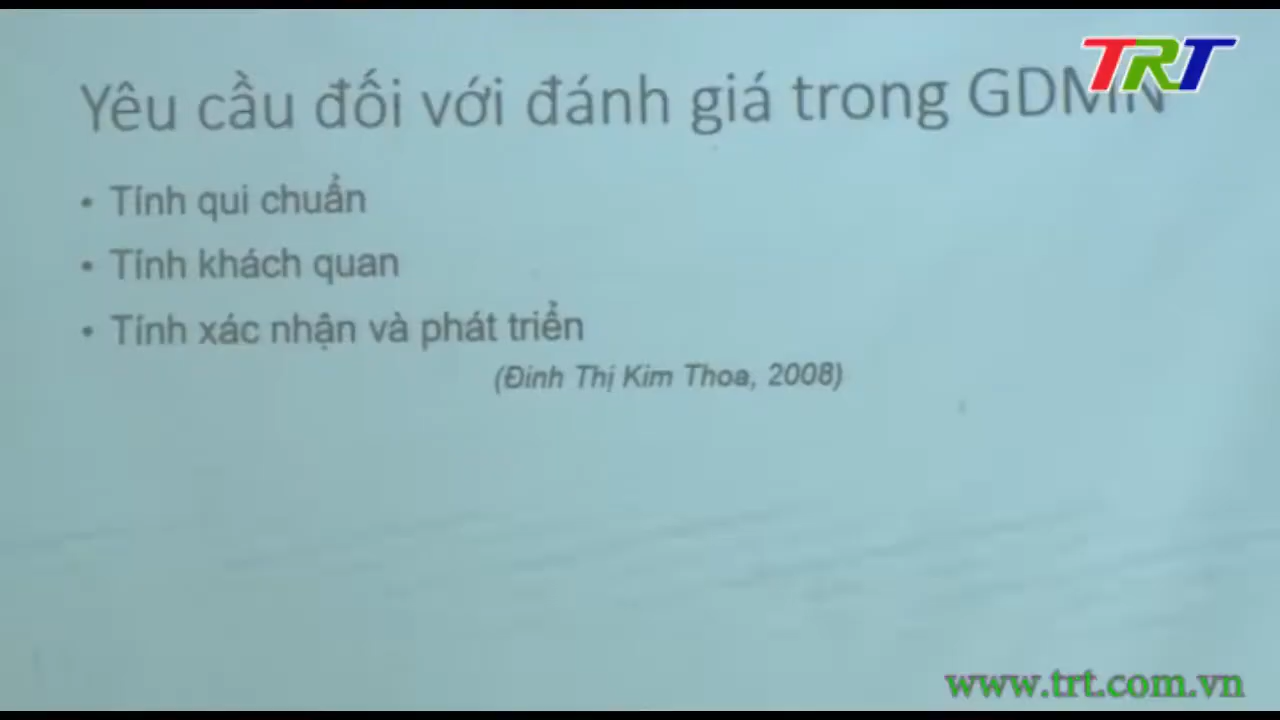 TRT
Yêu cầu đối với đánh giá trong GDMN
• Tính qui chuẩn
• Tính khách quan
• Tính xác nhận và phát triển
(Đinh Thị Kim Thoa, 2008)
www.trt.com.vn